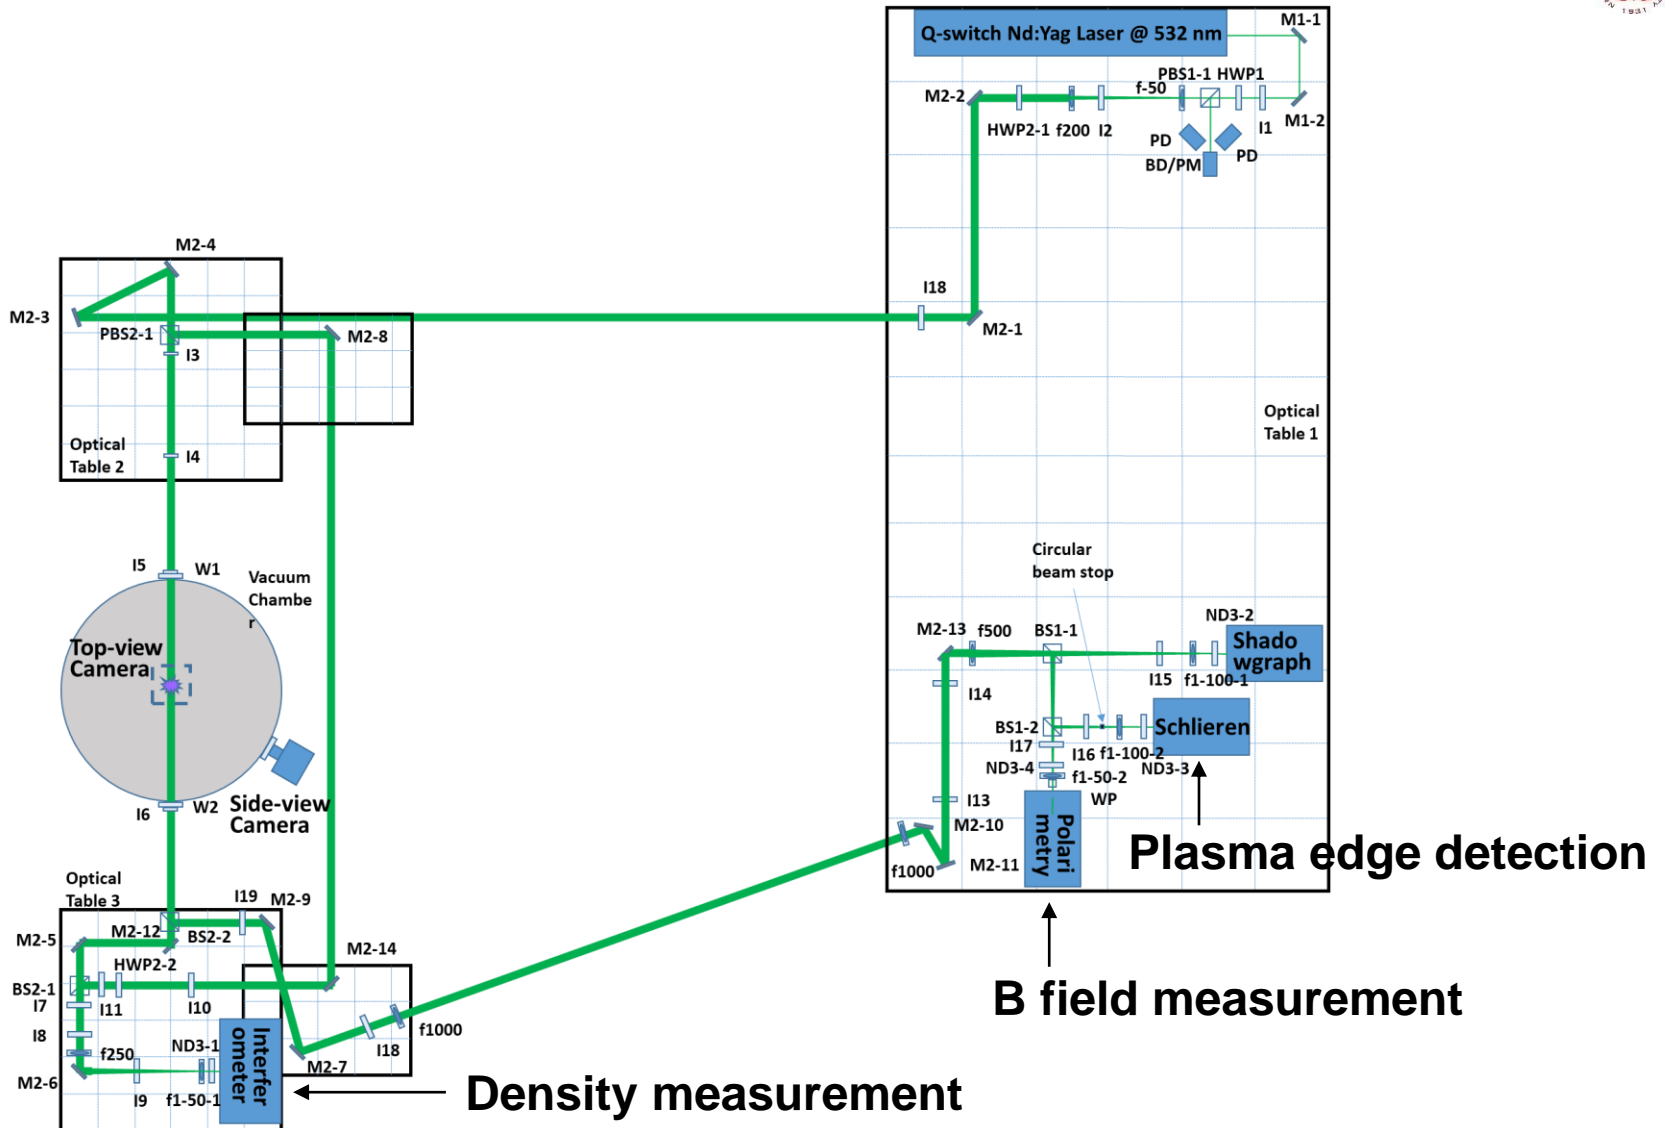 1931
Q-switch Nd:Yag Laser @ 532 nm
M1-1
PBS1-1 HWP1
f-50
M2-2
HWP2-1 f200 I2
I1
M1-2
PD
PD
BD/PM
M2-4
M2-3
PBS2-1
I3
M2-8
I18
M2-1
Optical
Table 2
I4
Optical
Table 1
I5
W1
Vacuum
Chambe
r
Top-view
Camera
Circular
beam stop
ND3-2
M2-13
f500
BS1-1
Shado
wgraph
I14
I15
f1-100-1
BS1-2
I17
I16
f1-100-2
Schlieren
ND3-4
f1-50-2
ND3-3
WP
I13
M2-10
Polari
metry
M2-11
f1000
Plasma edge detection
B field measurement
I6
W2
Side-view
Camera
Optical
Table 3
I19
M2-9
M2-5
M2-12
BS2-2
M2-14
HWP2-2
BS2-1
I7
I11
I10
I8
f250
ND3-1
Interfer
ometer
I18
f1000
M2-7
M2-6
I9
f1-50-1
Density measurement